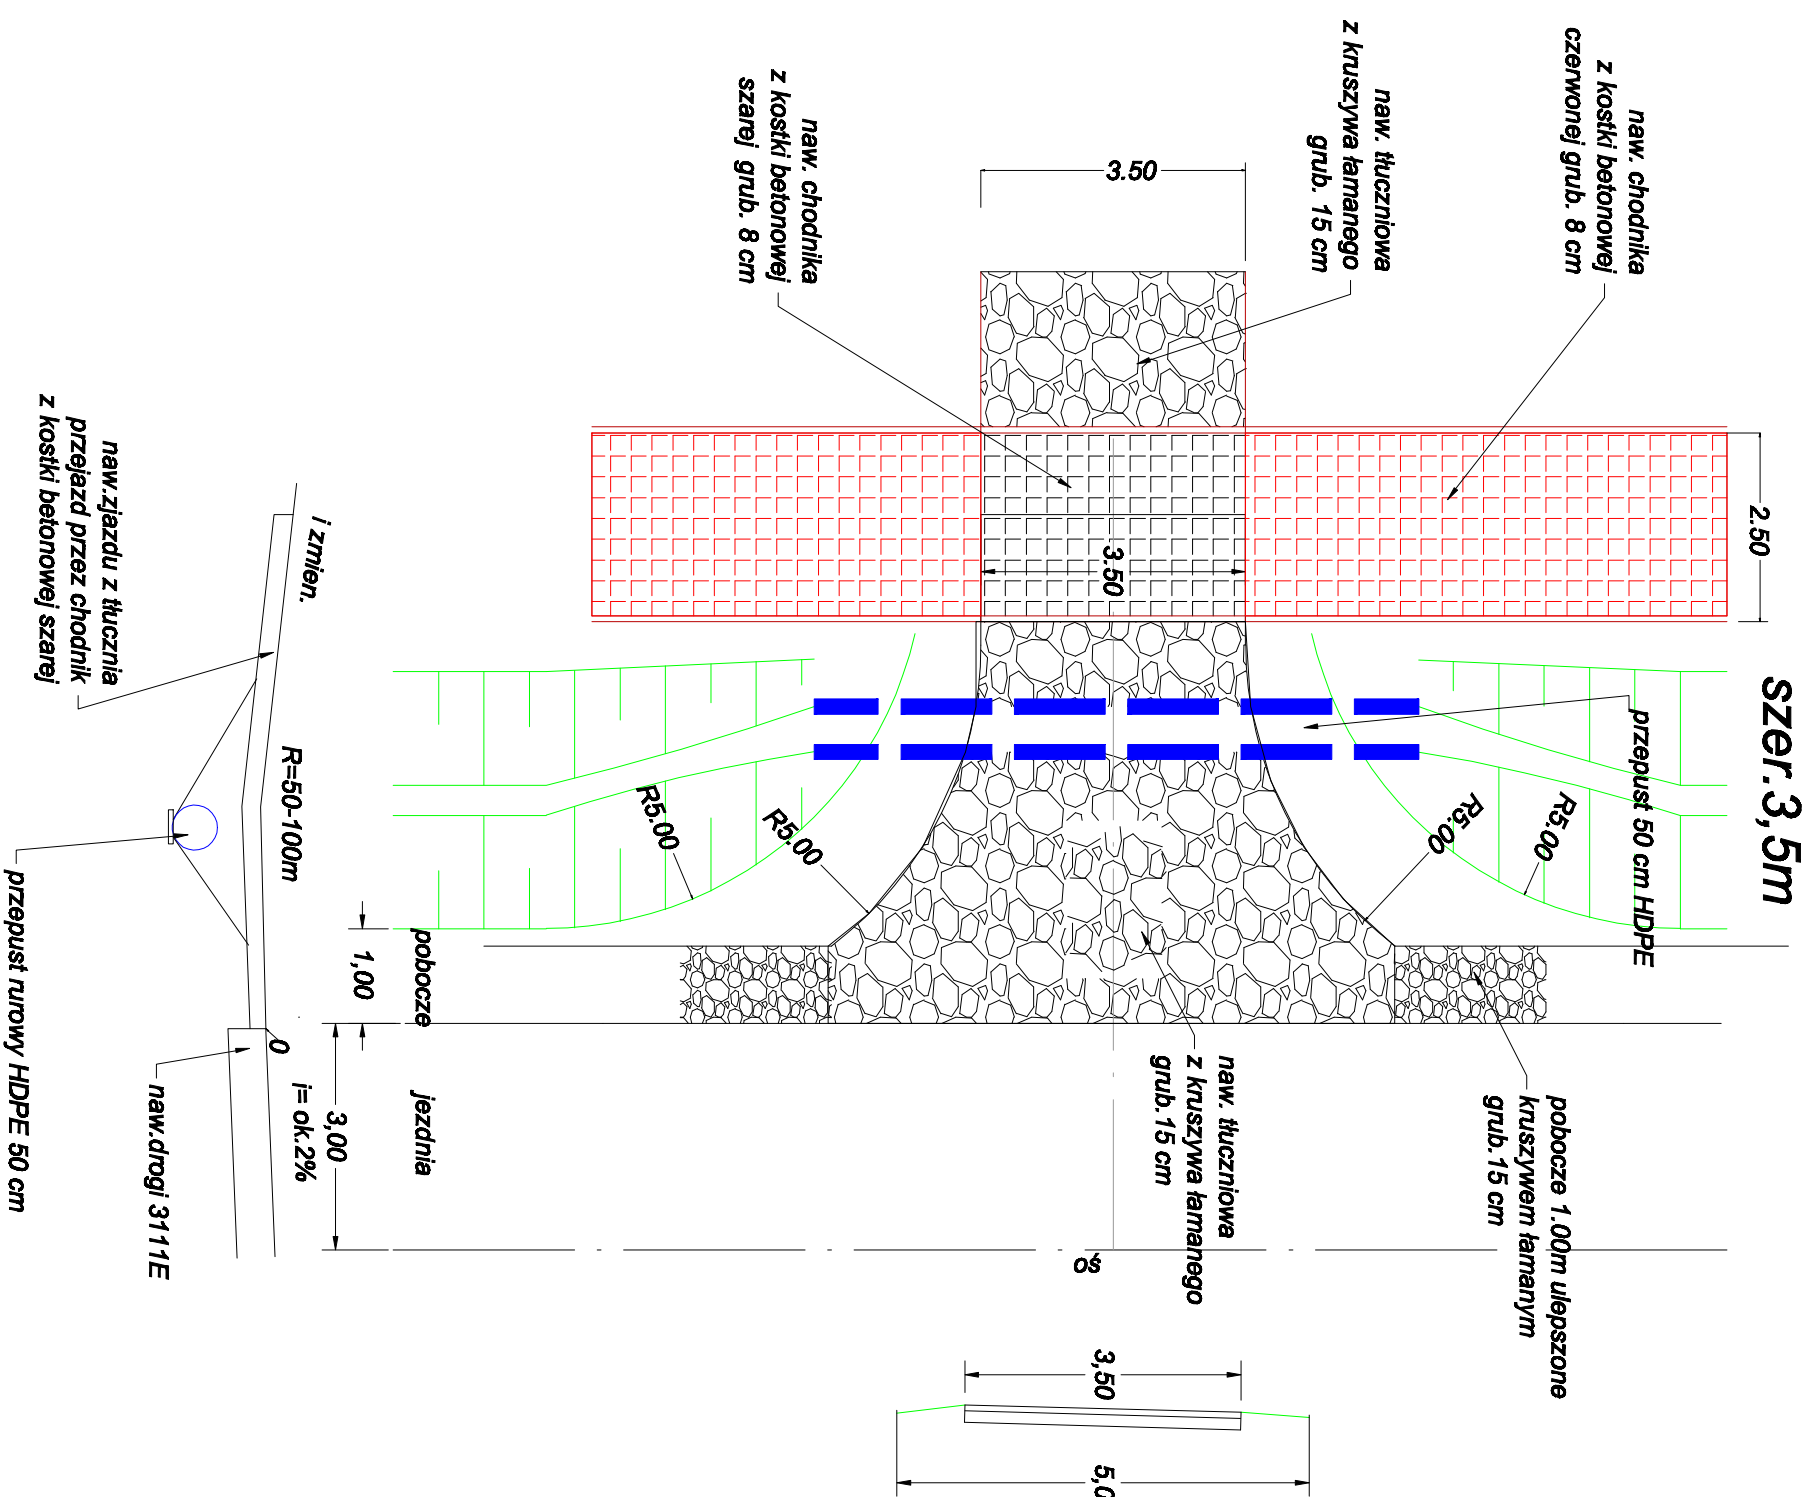 szer.3,5m
naw. chodnika
z kostki betonowej
czerwonej grub. 8 cm
2.50
przepust 50 cm HDPE
R5.00
R5.00
pobocze 1.00m ulepszone
kruszywem łamanym
grub.15 cm
naw. tłuczniowa
z kruszywa łamanego
grub. 15 cm
3.50
3.50
naw. tłuczniowa
z kruszywa łamanego
grub.15 cm
oś
3,50
naw. chodnika
z kostki betonowej
szarej grub. 8 cm
R5.00
R5.00
pobocze
jezdnia
1,00
3,00
i zmien.
R=50-100m
0
i= ok.2%
naw.zjazdu z tłucznia
przejazd przez chodnik
z kostki betonowej szarej
naw.drogi 3111E
przepust rurowy HDPE 50 cm